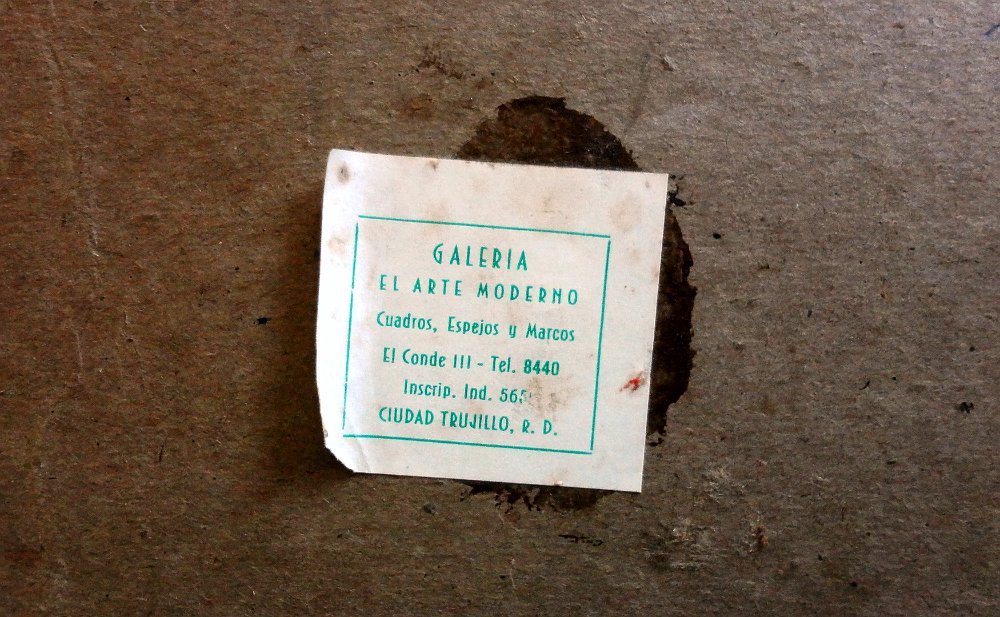 GALERIA
EL ARTE MODERNO
Cuadros, Espejos y Marcos
El Conde 111 - Tel. 8440
Inscrip. Ind.
CIUDAD TRUJILLO, R. D.